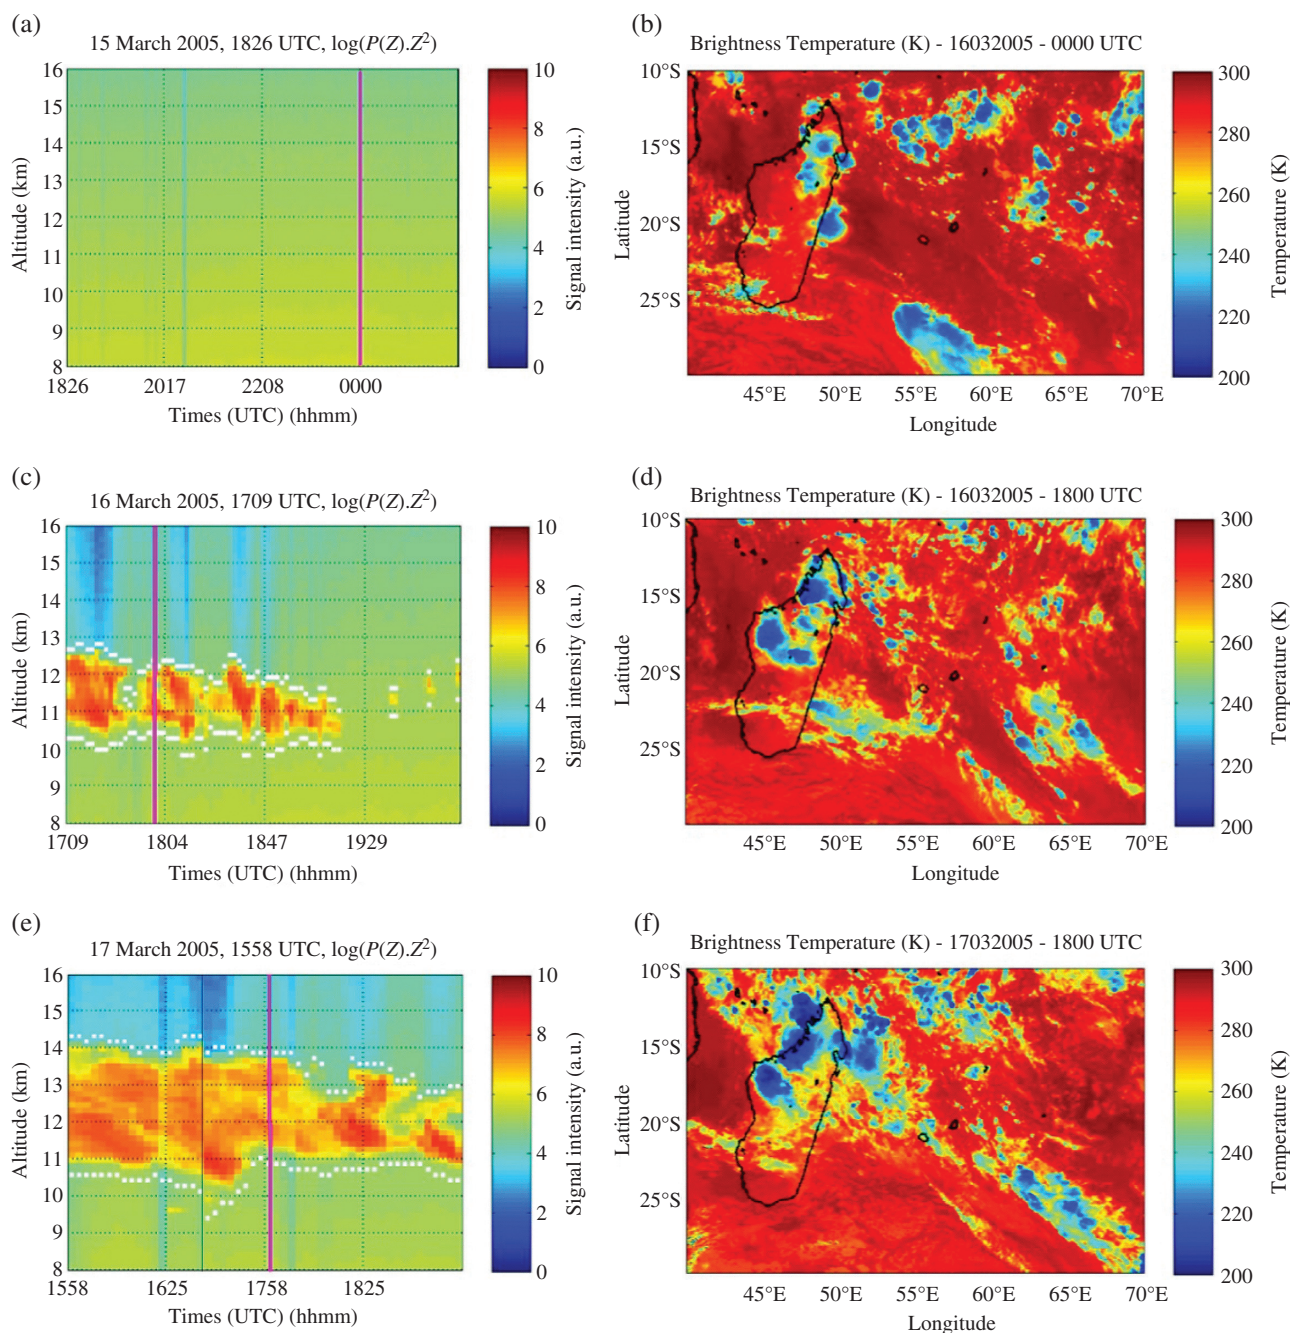 (a)
15 March 2005, 1826 UTC, log(P(Z).Z²)
16
15
14
13
12
11
10
9
8
Altitude (km)
1826 2017 2208 0000
Times (UTC) (hhmm)
10
8
6
4
2
0
Signal intensity (a.u.)
(b)
Brightness Temperature (K) - 16032005 - 0000 UTC
10°S
15°S
20°S
25°S
Latitude
45°E 50°E 55°E 60°E 65°E 70°E
Longitude
300
280
260
240
220
200
Temperature (K)
(c)
16 March 2005, 1709 UTC, log(P(Z).Z²)
16
15
14
13
12
11
10
9
8
Altitude (km)
1709 1804 1847 1929
Times (UTC) (hhmm)
10
8
6
4
2
0
Signal intensity (a.u.)
(d)
Brightness Temperature (K) - 16032005 - 1800 UTC
10°S
15°S
20°S
25°S
Latitude
45°E 50°E 55°E 60°E 65°E 70°E
Longitude
300
280
260
240
220
200
Temperature (K)
(e)
17 March 2005, 1558 UTC, log(P(Z).Z²)
16
15
14
13
12
11
10
9
8
Altitude (km)
1558 1625 1758 1825
Times (UTC) (hhmm)
10
8
6
4
2
0
Signal intensity (a.u.)
(f)
Brightness Temperature (K) - 17032005 - 1800 UTC
10°S
15°S
20°S
25°S
Latitude
45°E 50°E 55°E 60°E 65°E 70°E
Longitude
300
280
260
240
220
200
Temperature (K)